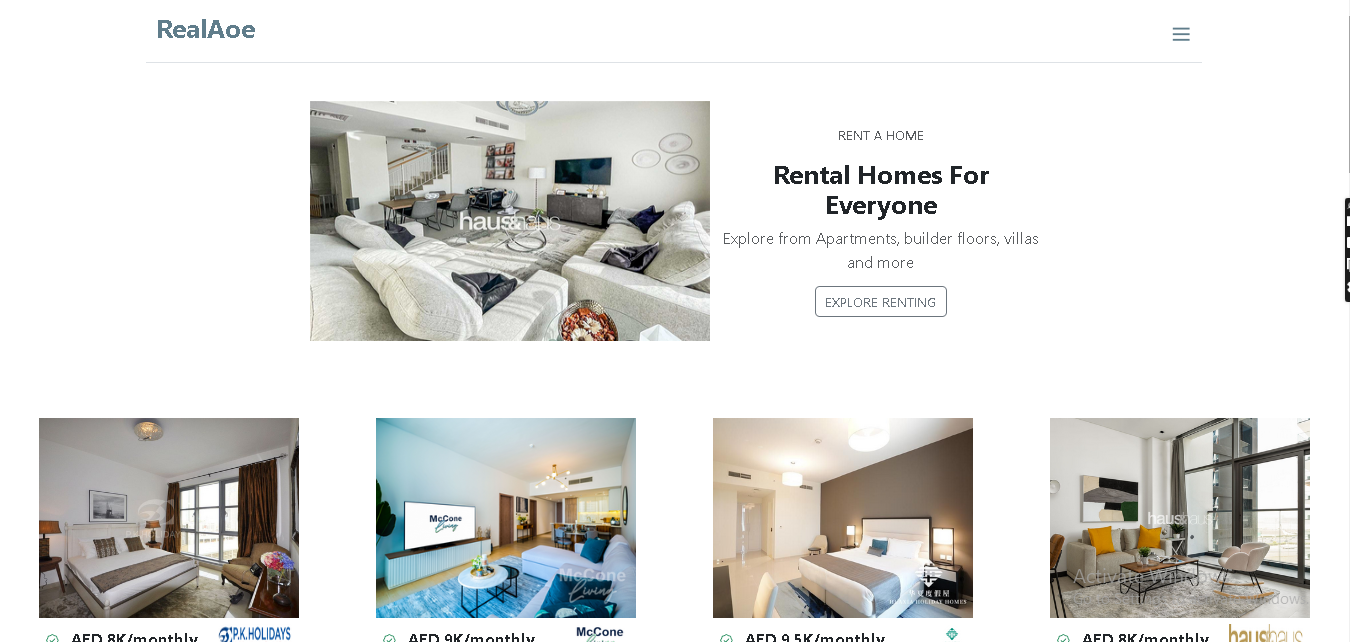 RealAoe
haus&haus
RENT A HOME
Rental Homes For
Everyone
Explore from Apartments, builder floors, villas
and more
EXPLORE RENTING
McCone
Living
haus&haus
McCone
Living
HOLIDAY HOMES
Activate Windows
AED 8K/monthly
P.K.HOLIDAYS
AED 9K/monthly
McCone
AED 9.5K/monthly
AED 8K/monthly
haus&haus